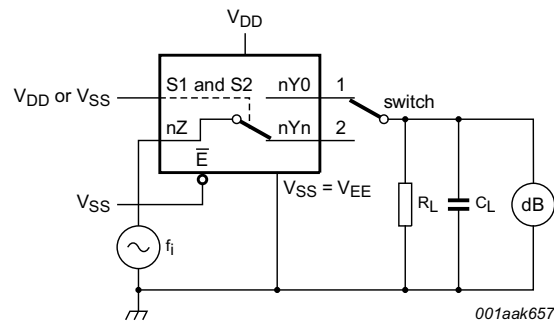 VDD
S1 and S2 nY0 1
switch
VDD or VSS
nZ nYn 2
E
VSS = VEE
VSS
fi
RL CL dB
001aak657